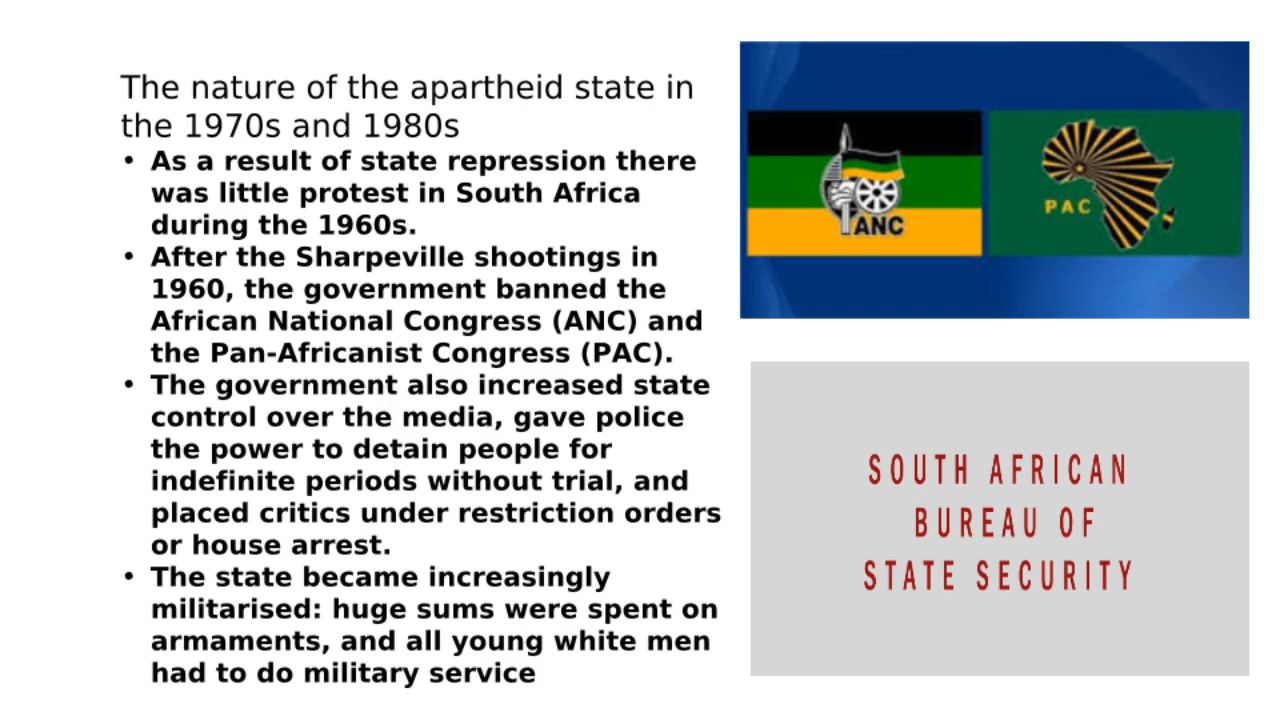 The nature of the apartheid state in
the 1970s and 1980s
• As a result of state repression there
was little protest in South Africa
during the 1960s.
• After the Sharpeville shootings in
1960, the government banned the
African National Congress (ANC) and
the Pan-Africanist Congress (PAC).
• The government also increased state
control over the media, gave police
the power to detain people for
indefinite periods without trial, and
placed critics under restriction orders
or house arrest.
• The state became increasingly
militarised: huge sums were spent on
armaments, and all young white men
had to do military service
ANC
PAC
SOUTH AFRICAN
BUREAU OF
STATE SECURITY